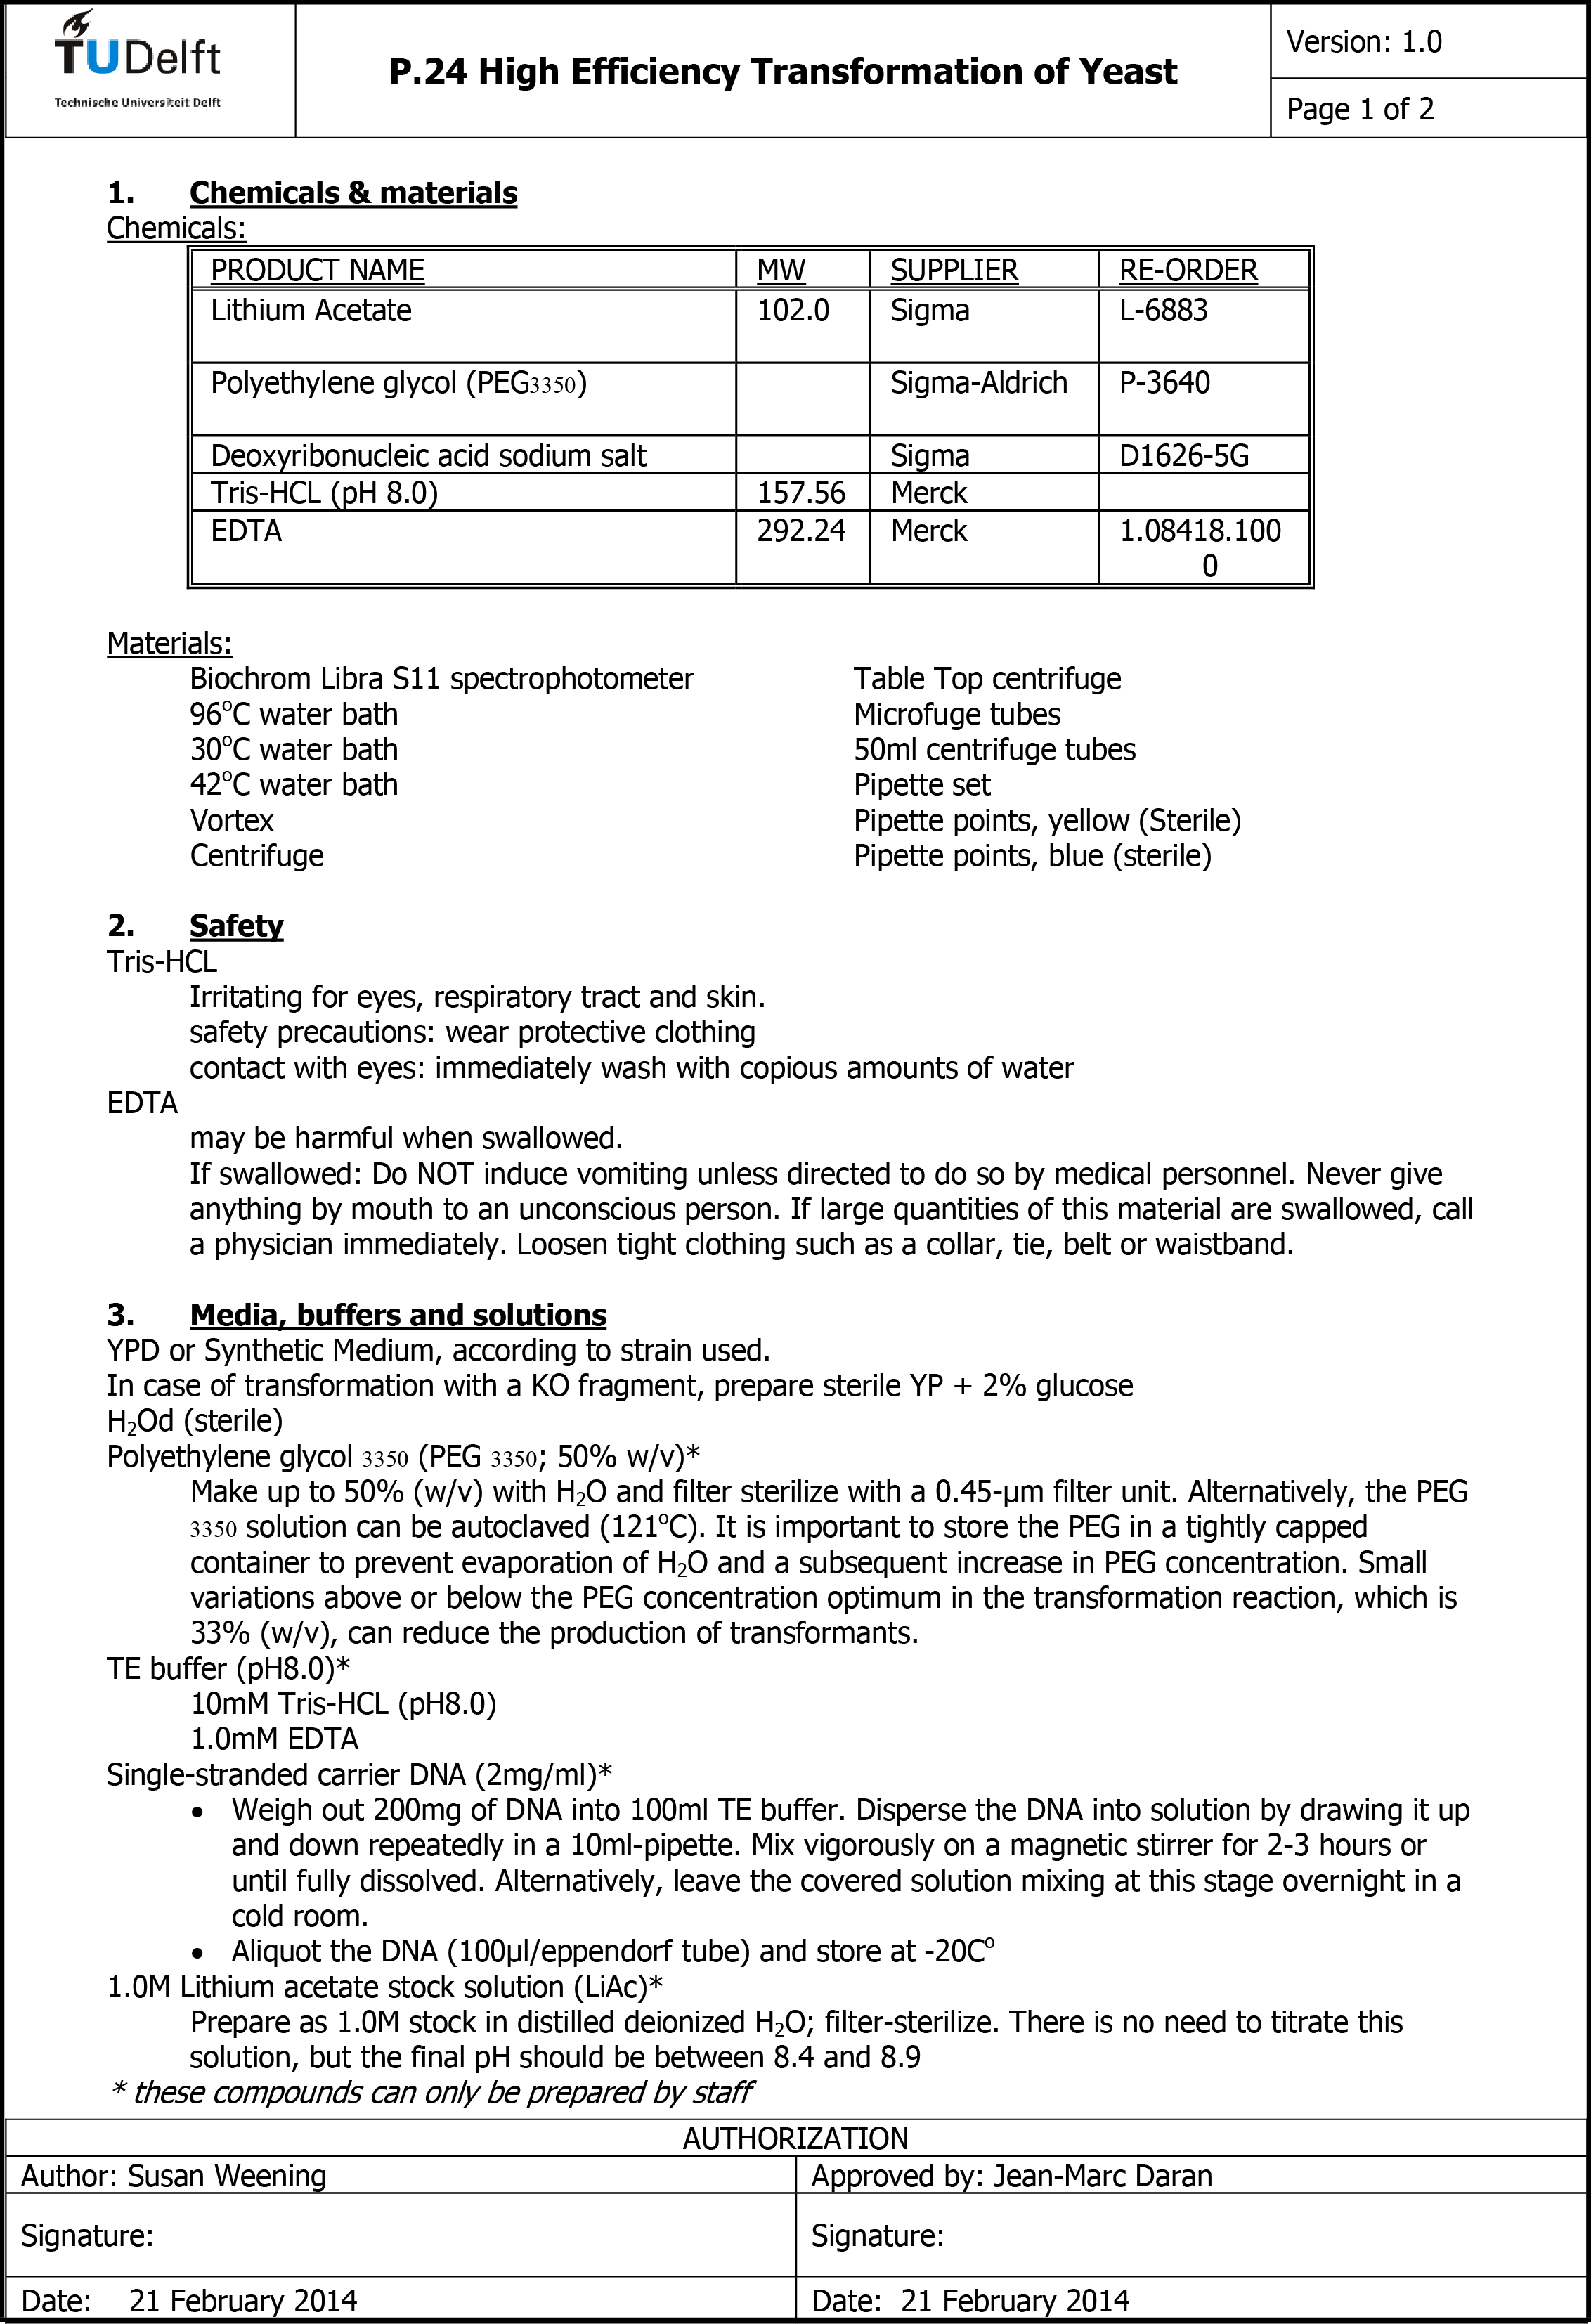 TUDelft
Technische Universiteit Delft
P.24 High Efficiency Transformation of Yeast
Version: 1.0
Page 1 of 2
1. Chemicals & materials
Chemicals:
PRODUCT NAME MW SUPPLIER RE-ORDER
Lithium Acetate 102.0 Sigma L-6883
Polyethylene glycol (PEG3350) Sigma-Aldrich P-3640
Deoxyribonucleic acid sodium salt Sigma D1626-5G
Tris-HCL (pH 8.0) 157.56 Merck
EDTA 292.24 Merck 1.08418.100
0
Materials:
Biochrom Libra S11 spectrophotometer Table Top centrifuge
96°C water bath Microfuge tubes
30°C water bath 50ml centrifuge tubes
42°C water bath Pipette set
Vortex Pipette points, yellow (Sterile)
Centrifuge Pipette points, blue (sterile)
2. Safety
Tris-HCL
Irritating for eyes, respiratory tract and skin.
safety precautions: wear protective clothing
contact with eyes: immediately wash with copious amounts of water
EDTA
may be harmful when swallowed.
If swallowed: Do NOT induce vomiting unless directed to do so by medical personnel. Never give
anything by mouth to an unconscious person. If large quantities of this material are swallowed, call
a physician immediately. Loosen tight clothing such as a collar, tie, belt or waistband.
3. Media, buffers and solutions
YPD or Synthetic Medium, according to strain used.
In case of transformation with a KO fragment, prepare sterile YP + 2% glucose
H₂Od (sterile)
Polyethylene glycol 3350 (PEG 3350; 50% w/v)*
Make up to 50% (w/v) with H₂O and filter sterilize with a 0.45-µm filter unit. Alternatively, the PEG
3350 solution can be autoclaved (121°C). It is important to store the PEG in a tightly capped
container to prevent evaporation of H₂O and a subsequent increase in PEG concentration. Small
variations above or below the PEG concentration optimum in the transformation reaction, which is
33% (w/v), can reduce the production of transformants.
TE buffer (pH8.0)*
10mM Tris-HCL (pH8.0)
1.0mM EDTA
Single-stranded carrier DNA (2mg/ml)*
• Weigh out 200mg of DNA into 100ml TE buffer. Disperse the DNA into solution by drawing it up
and down repeatedly in a 10ml-pipette. Mix vigorously on a magnetic stirrer for 2-3 hours or
until fully dissolved. Alternatively, leave the covered solution mixing at this stage overnight in a
cold room.
• Aliquot the DNA (100µl/eppendorf tube) and store at -20C°
1.0M Lithium acetate stock solution (LiAc)*
Prepare as 1.0M stock in distilled deionized H₂O; filter-sterilize. There is no need to titrate this
solution, but the final pH should be between 8.4 and 8.9
* these compounds can only be prepared by staff
AUTHORIZATION
Author: Susan Weening Approved by: Jean-Marc Daran
Signature: Signature:
Date: 21 February 2014 Date: 21 February 2014